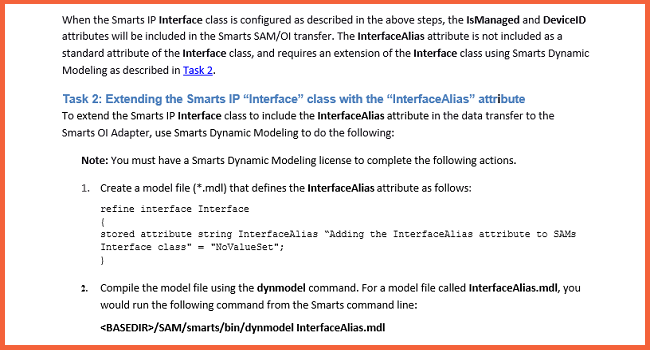 When the Smarts IP Interface class is configured as described in the above steps, the IsManaged and DeviceID
attributes will be included in the Smarts SAM/OI transfer. The InterfaceAlias attribute is not included as a
standard attribute of the Interface class, and requires an extension of the Interface class using Smarts Dynamic
Modeling as described in Task 2.
Task 2: Extending the Smarts IP “Interface” class with the “InterfaceAlias” attribute
To extend the Smarts IP Interface class to include the InterfaceAlias attribute in the data transfer to the
Smarts OI Adapter, use Smarts Dynamic Modeling to do the following:
Note: You must have a Smarts Dynamic Modeling license to complete the following actions.
1. Create a model file (*.mdl) that defines the InterfaceAlias attribute as follows:
refine interface Interface
{
stored attribute string InterfaceAlias “Adding the InterfaceAlias attribute to SAMs
Interface class" = "NoValueSet";
}
2. Compile the model file using the dynmodel command. For a model file called InterfaceAlias.mdl, you
would run the following command from the Smarts command line:
<BASEDIR>/SAM/smarts/bin/dynmodel InterfaceAlias.mdl